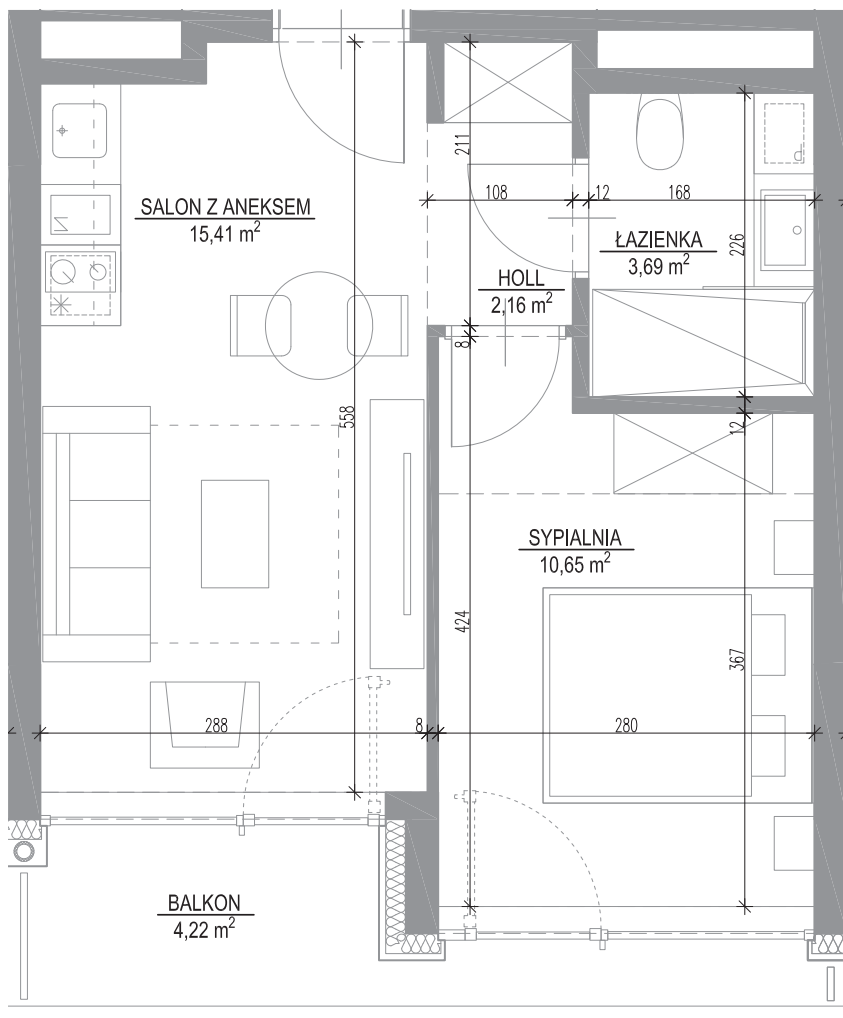 SALON Z ANEKSEM
15,41 m²
211
108
12
168
ŁAZIENKA
3,69 m²
226
HOLL
2,16 m²
8
558
12
SYPIALNIA
10,65 m²
424
367
288
8
280
BALKON
4,22 m²